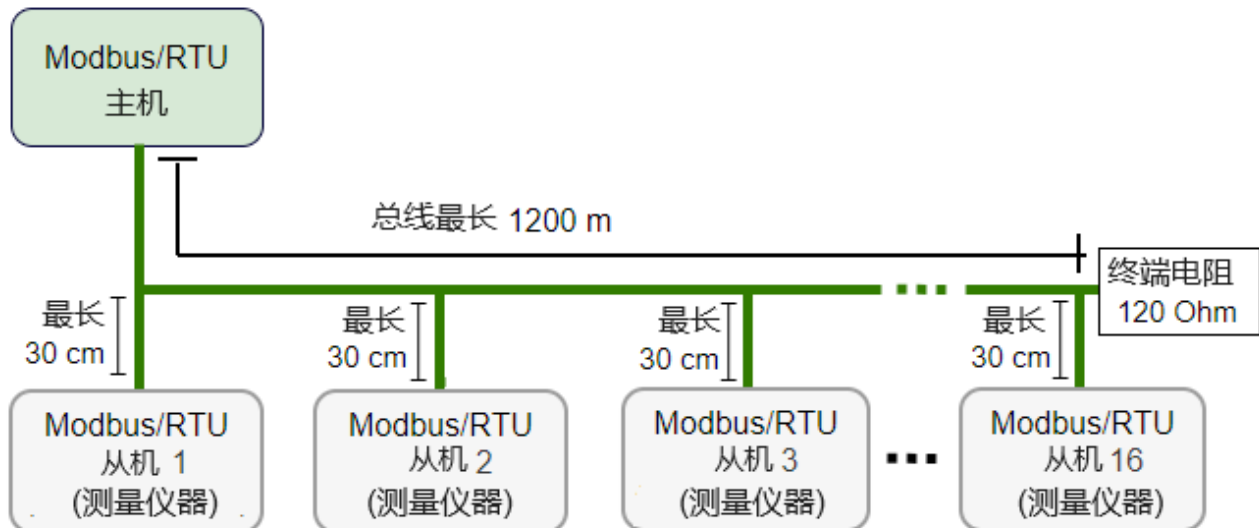 Modbus/RTU
主机
总线最长 1200 m
终端电阻
120 Ohm
最长
30 cm
最长
30 cm
最长
30 cm
最长
30 cm
Modbus/RTU
从机 1
(测量仪器)
Modbus/RTU
从机 2
(测量仪器)
Modbus/RTU
从机 3
(测量仪器)
Modbus/RTU
从机 16
(测量仪器)